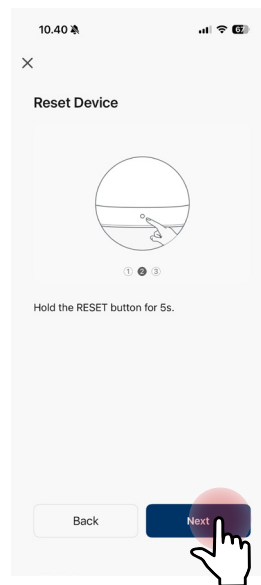 10.40
67
Reset Device
1 2 3
Hold the RESET button for 5s.
Back
Next